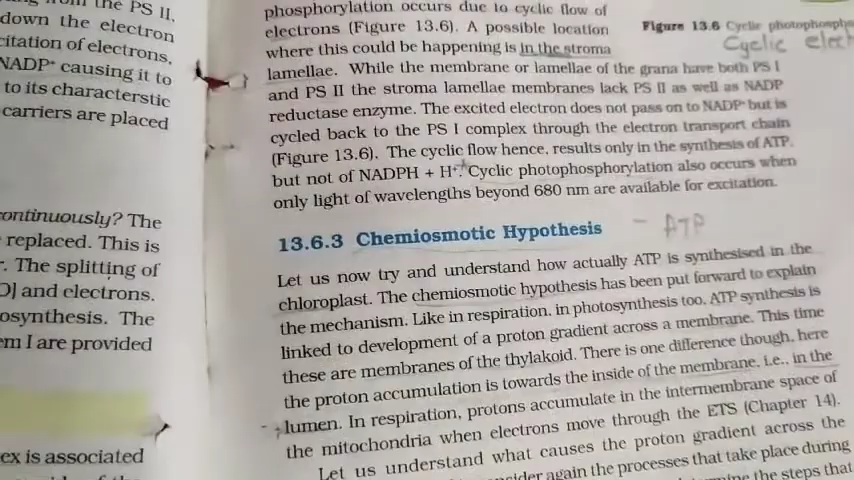 the PS II,
down the electron
citation of electrons,
NADP⁺ causing it to
to its characterstic
carriers are placed
continuously? The
replaced. This is
r. The splitting of
O] and electrons.
osynthesis. The
em I are provided
ex is associated
phosphorylation occurs due to cyclic flow of
electrons (Figure 13.6). A possible location
where this could be happening is in the stroma
lamellae. While the membrane or lamellae of the grana have both PS I
and PS II the stroma lamellae membranes lack PS II as well as NADP
reductase enzyme. The excited electron does not pass on to NADP⁺ but is
cycled back to the PS I complex through the electron transport chain
(Figure 13.6). The cyclic flow hence, results only in the synthesis of ATP,
but not of NADPH + H⁺. Cyclic photophosphorylation also occurs when
only light of wavelengths beyond 680 nm are available for excitation.
Figure 13.6 Cyclic photophospho
Cyclic elect
13.6.3 Chemiosmotic Hypothesis - ATP
Let us now try and understand how actually ATP is synthesised in the
chloroplast. The chemiosmotic hypothesis has been put forward to explain
the mechanism. Like in respiration, in photosynthesis too, ATP synthesis is
linked to development of a proton gradient across a membrane. This time
these are membranes of the thylakoid. There is one difference though, here
the proton accumulation is towards the inside of the membrane, i.e., in the
lumen. In respiration, protons accumulate in the intermembrane space of
the mitochondria when electrons move through the ETS (Chapter 14).
Let us understand what causes the proton gradient across the
again the processes that take place during
the steps that